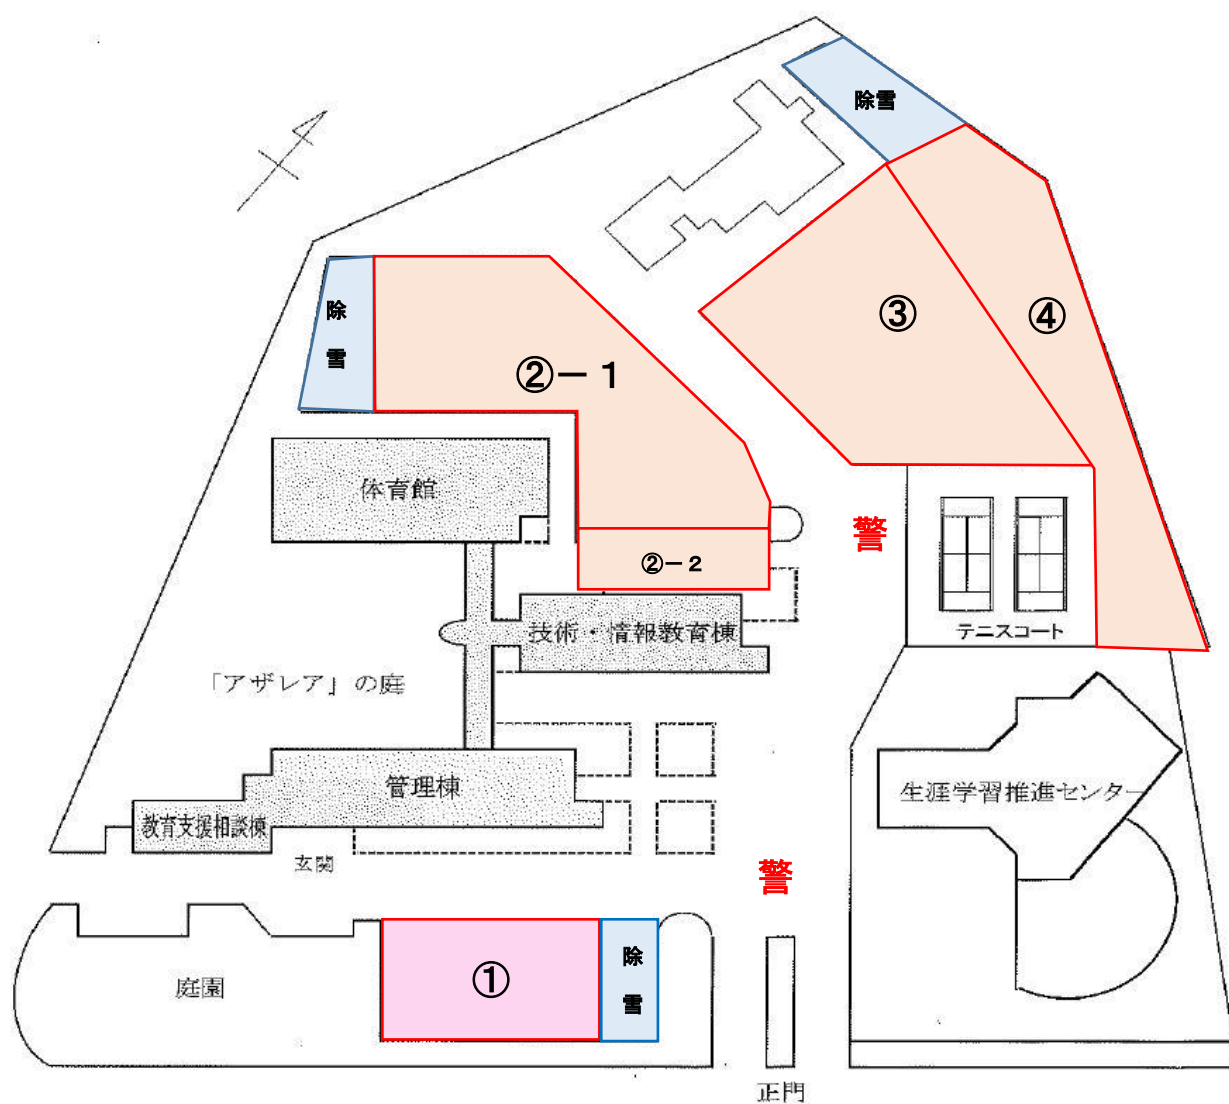 除雪
除
雪
②−1
③
④
体育館
警
②−2
技術・情報教育棟
テニスコート
「アザレア」の庭
管理棟
生涯学習推進センター
教育支援相談棟
玄関
警
庭園
①
除
雪
正門